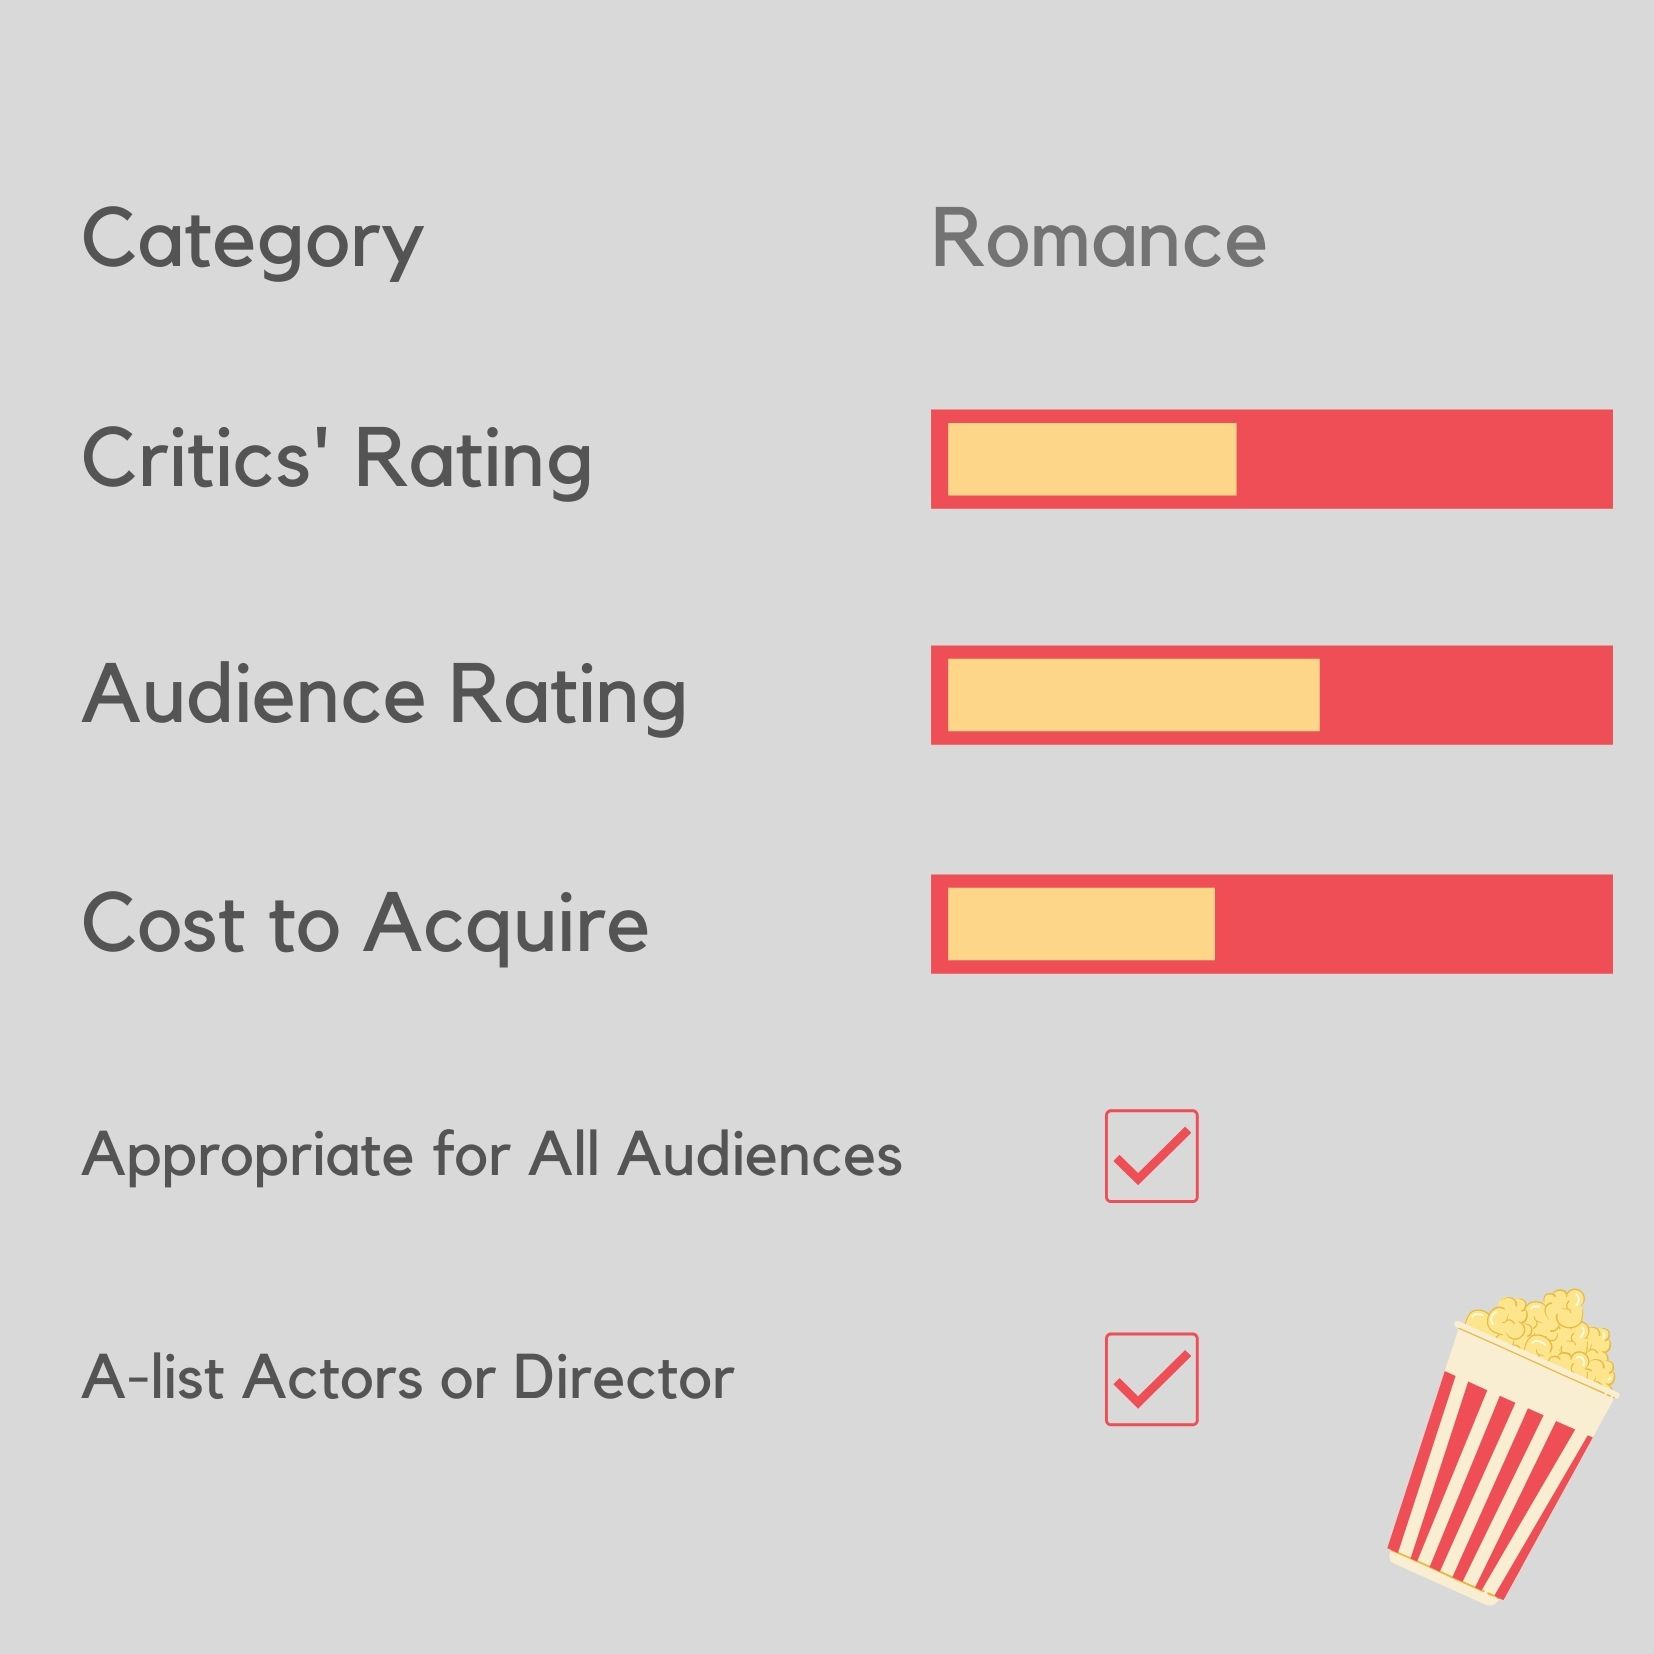 Category Romance
Critics' Rating
Audience Rating
Cost to Acquire
Appropriate for All Audiences
A-list Actors or Director